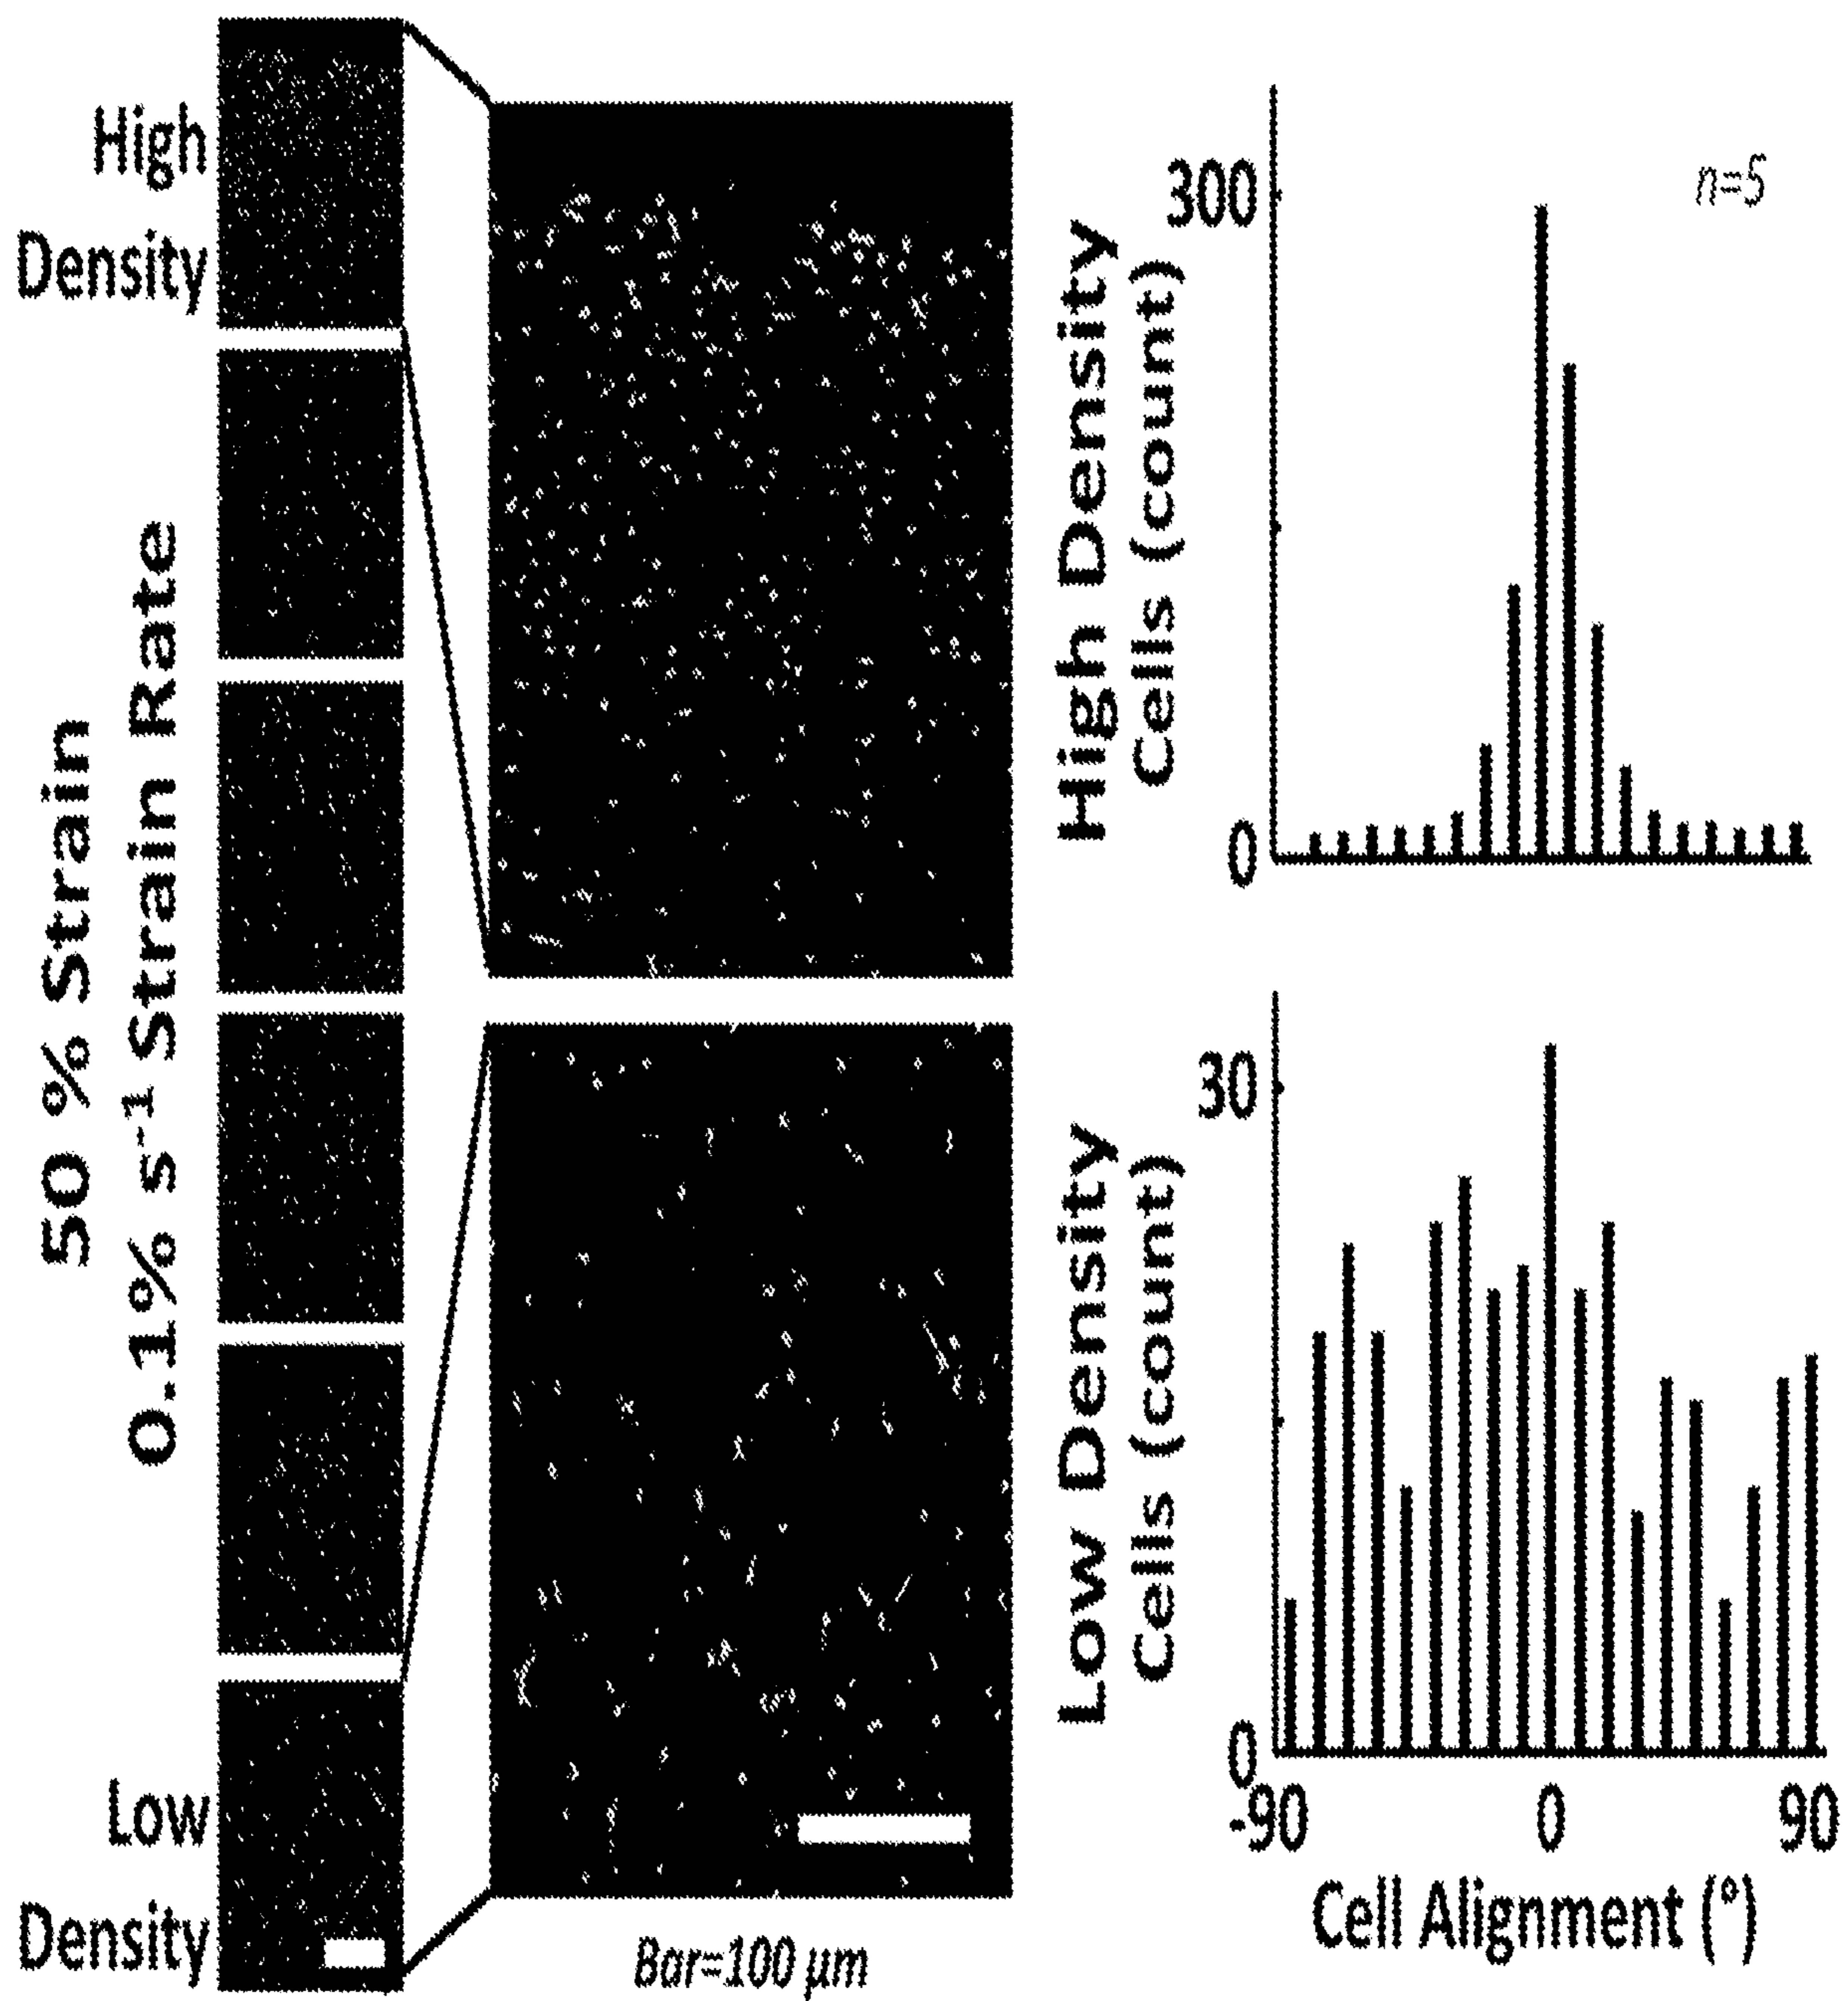 High
Density
50 % Strain
0.1% s⁻¹ Strain Rate
Low
Density
Bar=100 µm
High Density
Cells (count)
300
0
n=5
Low Density
Cells (count)
30
0
-90 0 90
Cell Alignment (°)